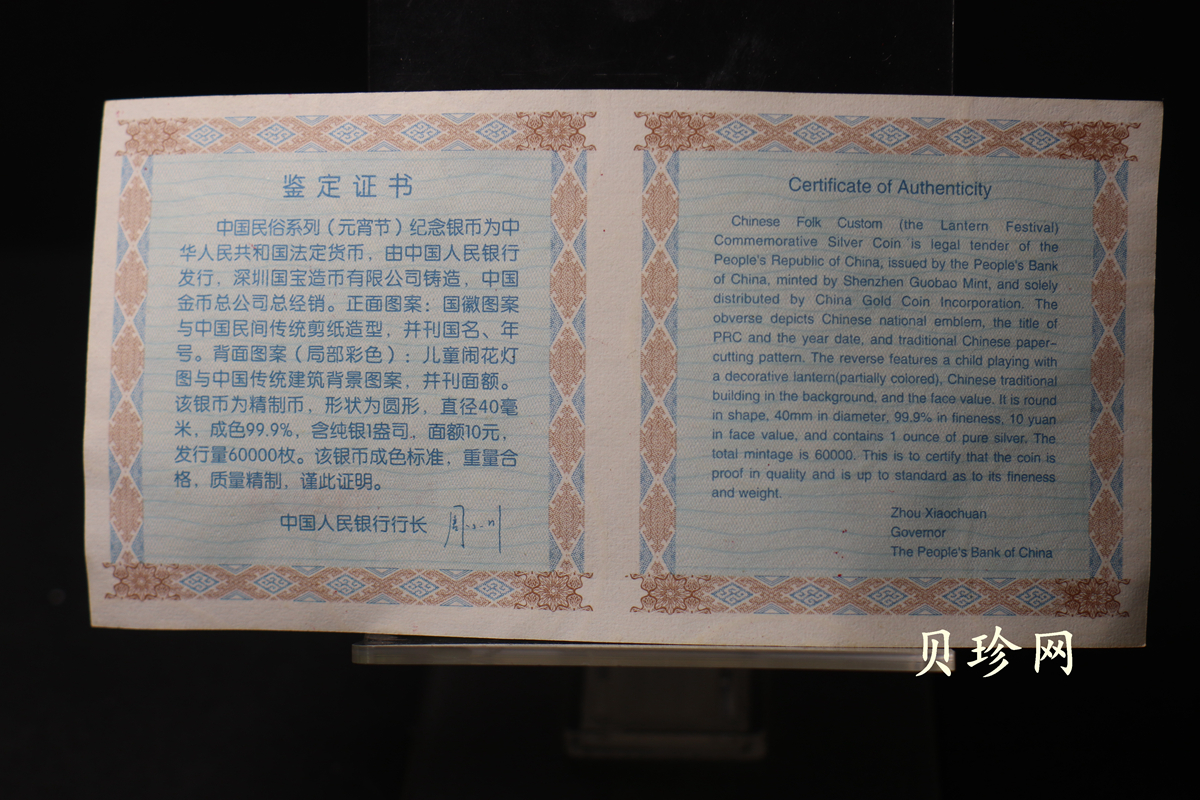 鉴定证书
中国民俗系列（元宵节）纪念银币为中
华人民共和国法定货币，由中国人民银行
发行，深圳国宝造币有限公司铸造，中国
金币总公司总经销。正面图案：国徽图案
与中国民间传统剪纸造型，并刊国名、年
号。背面图案（局部彩色）：儿童闹花灯
图与中国传统建筑背景图案，并刊面额。
该银币为精制币，形状为圆形，直径40毫
米，成色99.9%，含纯银1盎司，面额10元，
发行量60000枚。该银币成色标准，重量合
格，质量精制，谨此证明。
中国人民银行行长 周小川
Certificate of Authenticity
Chinese Folk Custom (the Lantern Festival)
Commemorative Silver Coin is legal tender of the
People's Republic of China, issued by the People's Bank
of China, minted by Shenzhen Guobao Mint, and solely
distributed by China Gold Coin Incorporation. The
obverse depicts Chinese national emblem, the title of
PRC and the year date, and traditional Chinese paper-
cutting pattern. The reverse features a child playing with
a decorative lantern(partially colored), Chinese traditional
building in the background, and the face value. It is round
in shape, 40mm in diameter, 99.9% in fineness, 10 yuan
in face value, and contains 1 ounce of pure silver. The
total mintage is 60000. This is to certify that the coin is
proof in quality and is up to standard as to its fineness
and weight.
Zhou Xiaochuan
Governor
The People's Bank of China
贝珍网